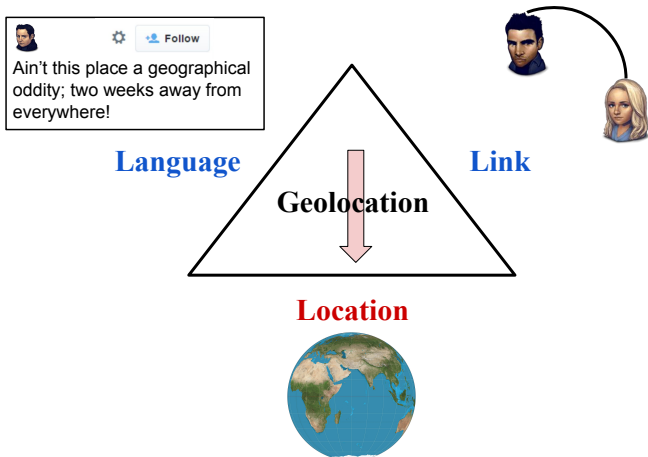 Follow
Ain't this place a geographical
oddity; two weeks away from
everywhere!
Language
Link
Geolocation
Location